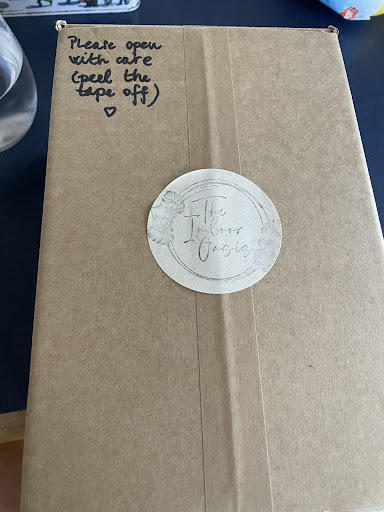 Please open
with care
(peel the
tape off)
♡
The
Indoor
Oasis